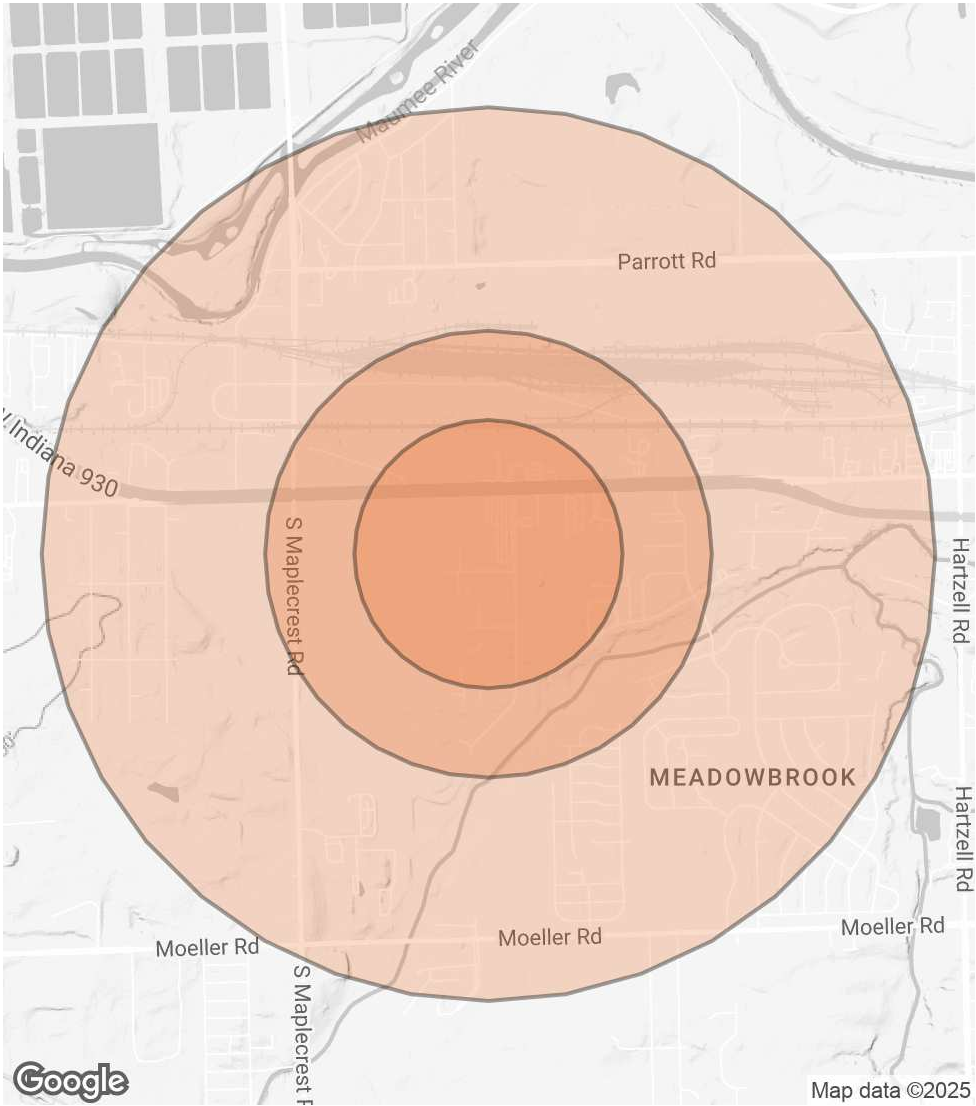 Maumee River
Parrott Rd
Indiana 930
S Maplecrest Rd
Hartzell Rd
MEADOWBROOK
Hartzell Rd
Moeller Rd
Moeller Rd
Moeller Rd
S Maplecrest
Google
Map data ©2025